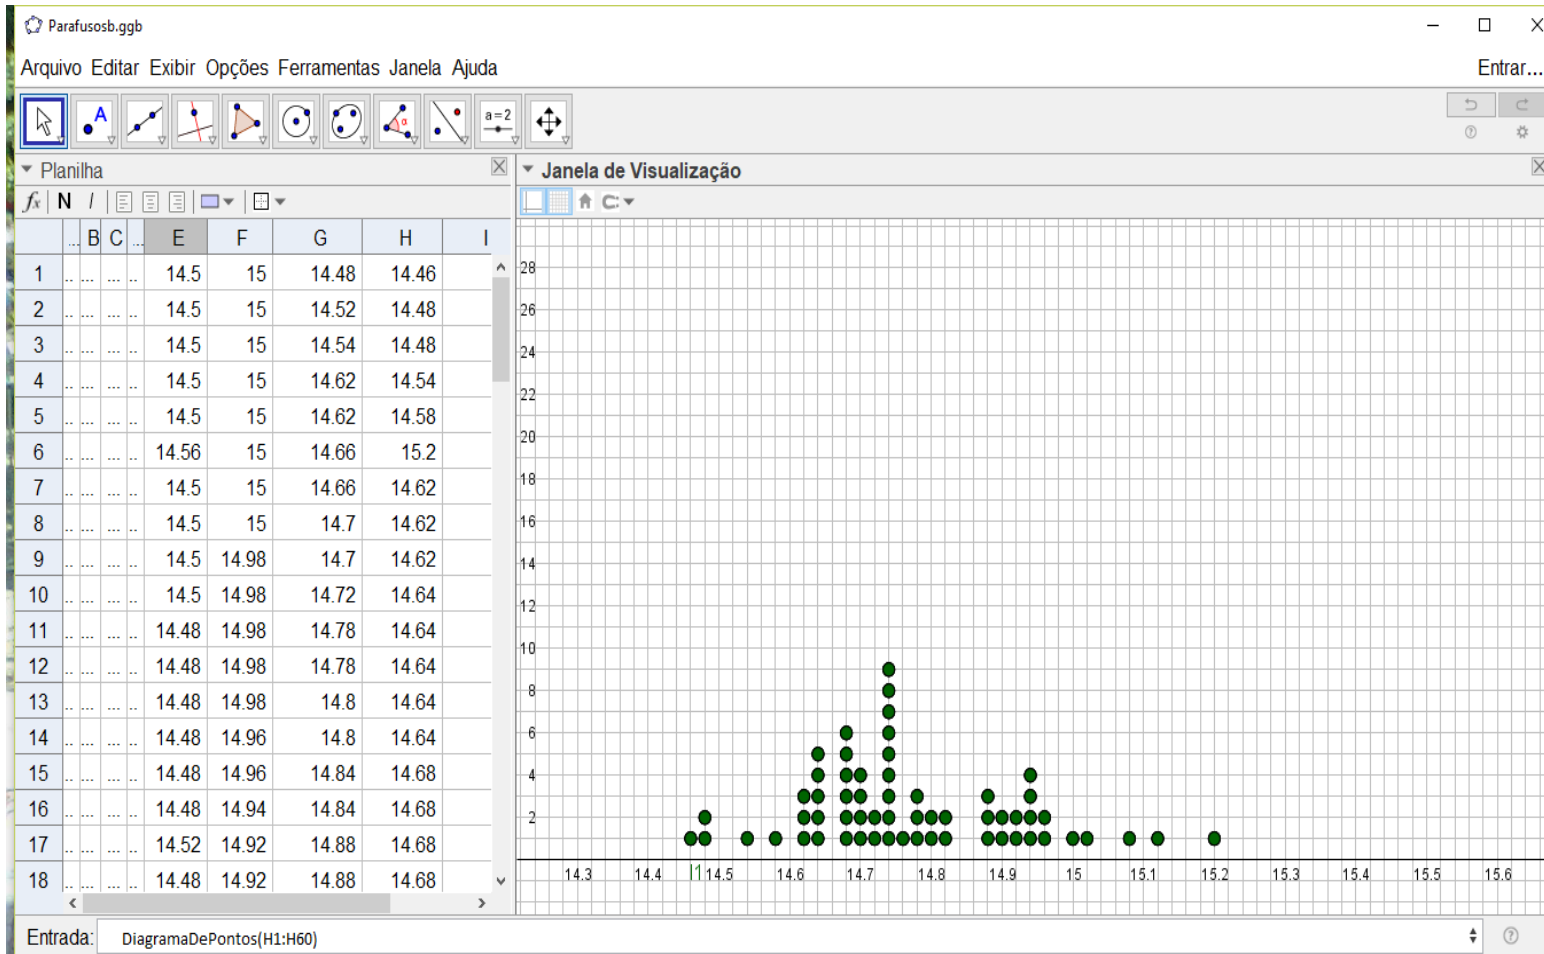 Parafusosb.ggb
Arquivo Editar Exibir Opções Ferramentas Janela Ajuda Entrar...
A α a=2
Planilha
Janela de Visualização
fx N I
... B C ... E F G H I
1 .. ... ... .. 14.5 15 14.48 14.46
2 .. ... ... .. 14.5 15 14.52 14.48
3 .. ... ... .. 14.5 15 14.54 14.48
4 .. ... ... .. 14.5 15 14.62 14.54
5 .. ... ... .. 14.5 15 14.62 14.58
6 .. ... ... .. 14.56 15 14.66 15.2
7 .. ... ... .. 14.5 15 14.66 14.62
8 .. ... ... .. 14.5 15 14.7 14.62
9 .. ... ... .. 14.5 14.98 14.7 14.62
10 .. ... ... .. 14.5 14.98 14.72 14.64
11 .. ... ... .. 14.48 14.98 14.78 14.64
12 .. ... ... .. 14.48 14.98 14.78 14.64
13 .. ... ... .. 14.48 14.98 14.8 14.64
14 .. ... ... .. 14.48 14.96 14.8 14.64
15 .. ... ... .. 14.48 14.96 14.84 14.68
16 .. ... ... .. 14.48 14.94 14.84 14.68
17 .. ... ... .. 14.52 14.92 14.88 14.68
18 .. ... ... .. 14.48 14.92 14.88 14.68
28
26
24
22
20
18
16
14
12
10
8
6
4
2
14.3 14.4 I1 14.5 14.6 14.7 14.8 14.9 15 15.1 15.2 15.3 15.4 15.5 15.6
Entrada: DiagramaDePontos(H1:H60)